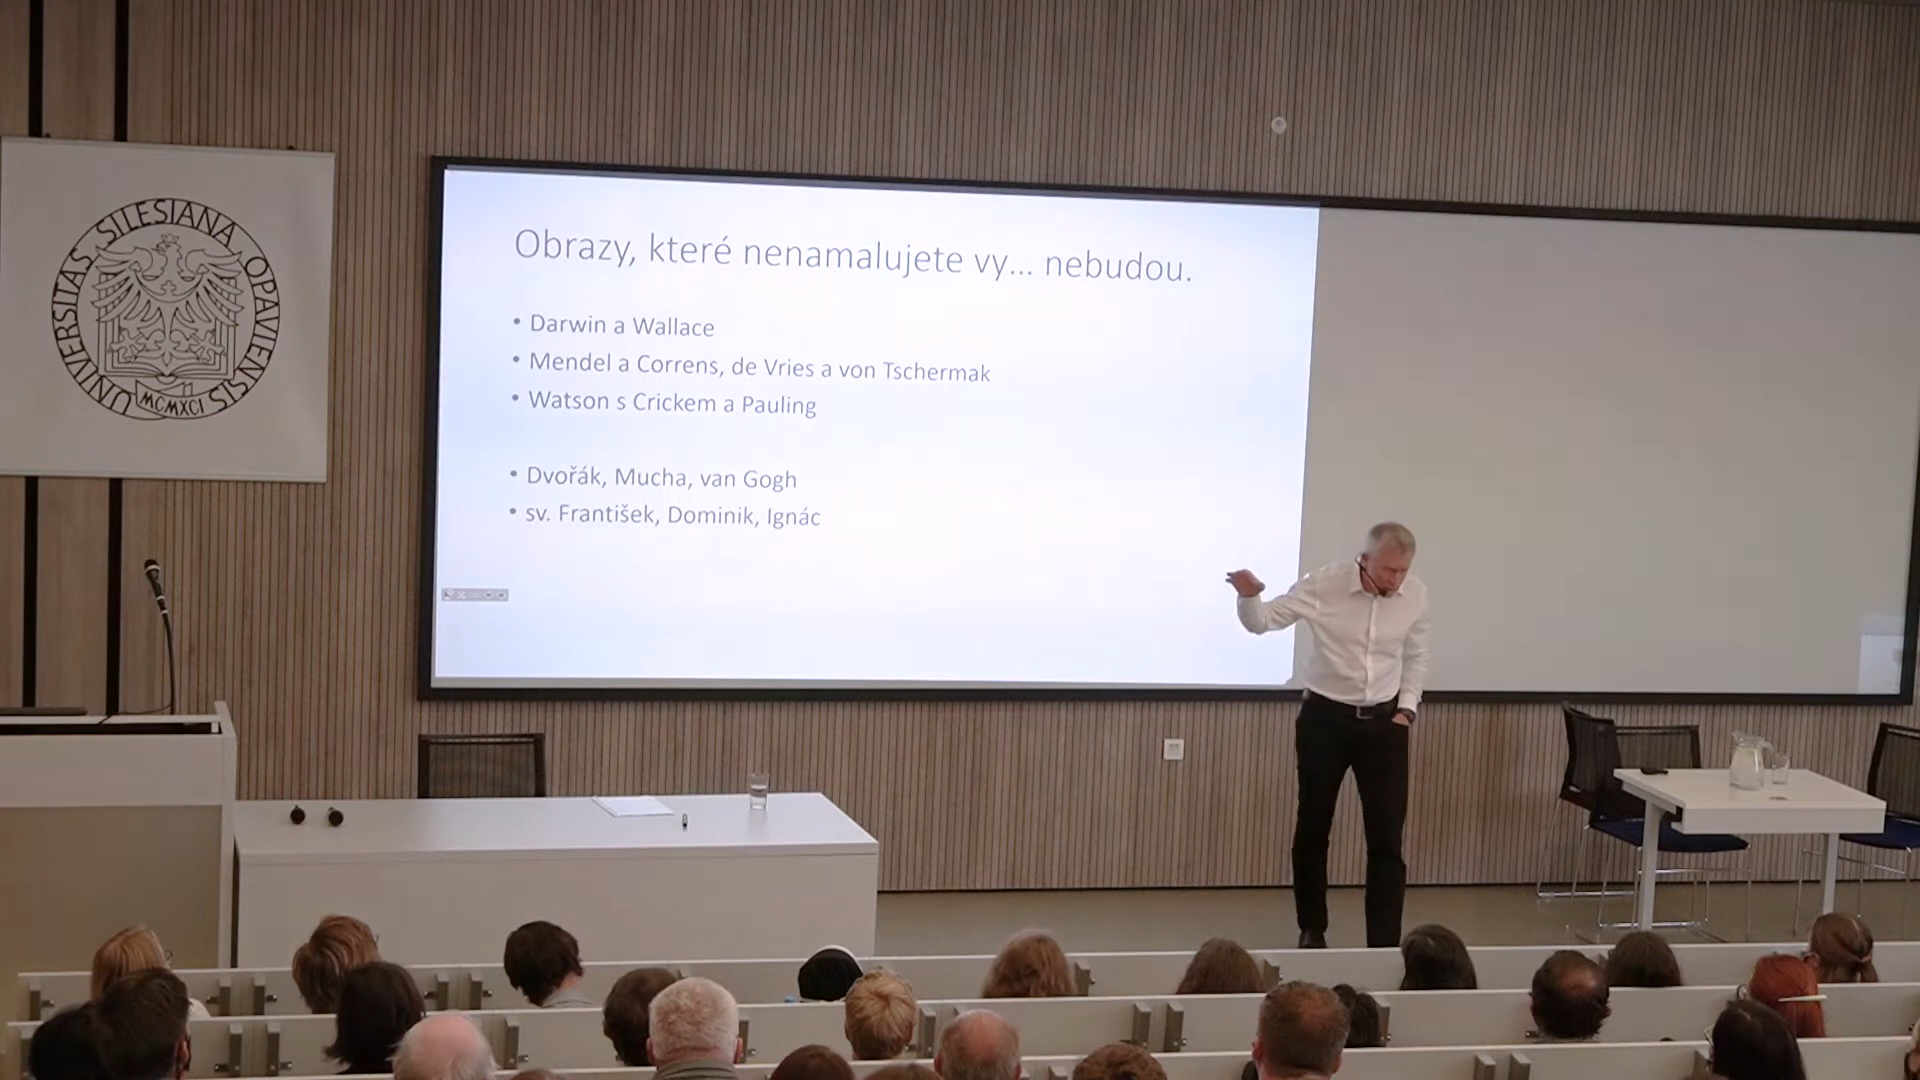 UNIVERSITAS SILESIANA OPAVIENSIS
MCMXCI
Obrazy, které nenamalujete vy... nebudou.
• Darwin a Wallace
• Mendel a Correns, de Vries a von Tschermak
• Watson s Crickem a Pauling
• Dvořák, Mucha, van Gogh
• sv. František, Dominik, Ignác